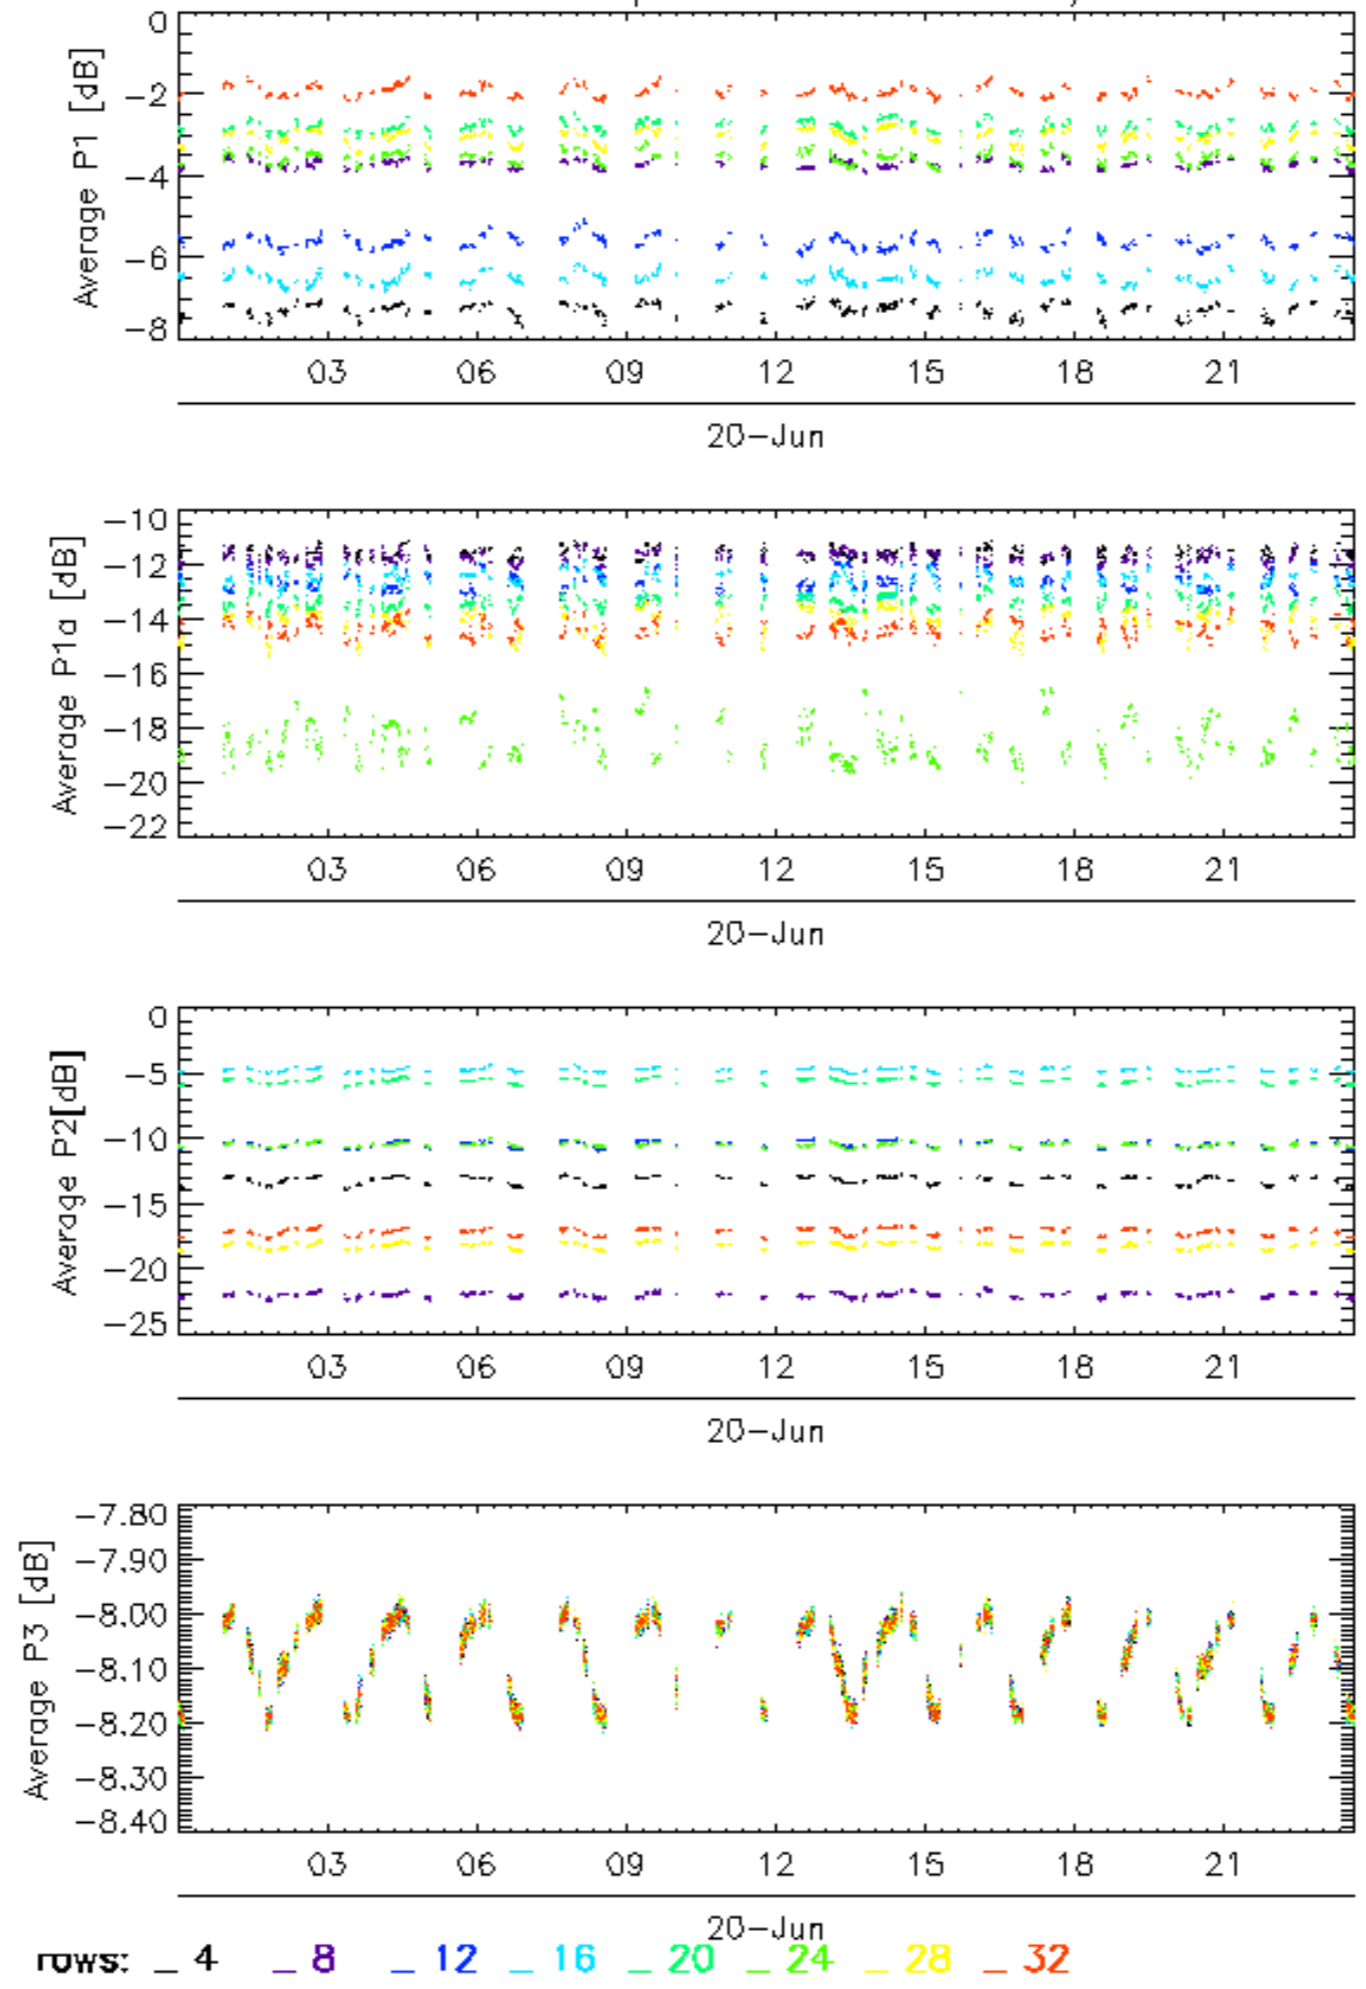 Average P1 [dB]
0
−2
−4
−6
−8
03 06 09 12 15 18 21
20−Jun
Average P1a [dB]
−10
−12
−14
−16
−18
−20
−22
03 06 09 12 15 18 21
20−Jun
Average P2[dB]
0
−5
−10
−15
−20
−25
03 06 09 12 15 18 21
20−Jun
Average P3 [dB]
−7.80
−7.90
−8.00
−8.10
−8.20
−8.30
−8.40
03 06 09 12 15 18 21
20−Jun
rows: _ 4 _ 8 _ 12 _ 16 _ 20 _ 24 _ 28 _ 32